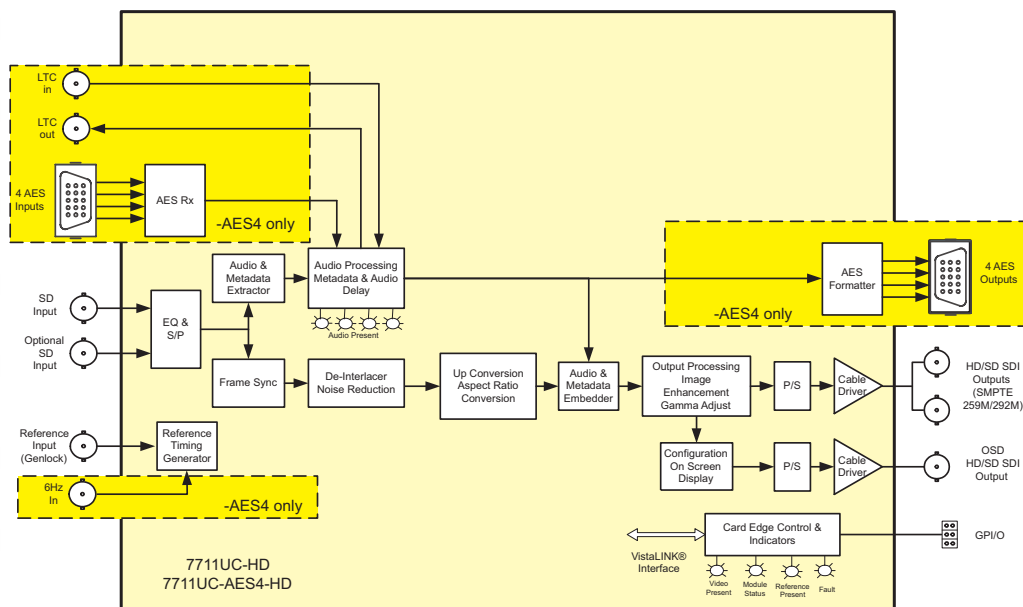 LTC
in
LTC
out
4 AES
Inputs
AES Rx
-AES4 only
Audio &
Metadata
Extractor
Audio Processing
Metadata & Audio
Delay
Audio Present
AES
Formatter
4 AES
Outputs
-AES4 only
SD
Input
Optional
SD
Input
EQ &
S/P
Frame Sync
De-Interlacer
Noise Reduction
Up Conversion
Aspect Ratio
Conversion
Audio &
Metadata
Embedder
Output Processing
Image
Enhancement
Gamma Adjust
P/S
Cable
Driver
HD/SD SDI
Outputs
(SMPTE
259M/292M)
Reference
Input
(Genlock)
Reference
Timing
Generator
Configuration
On Screen
Display
P/S
Cable
Driver
OSD
HD/SD SDI
Output
6Hz
In
-AES4 only
VistaLINK®
Interface
Card Edge Control &
Indicators
GPI/O
Video
Present
Module
Status
Reference
Present
Fault
7711UC-HD
7711UC-AES4-HD